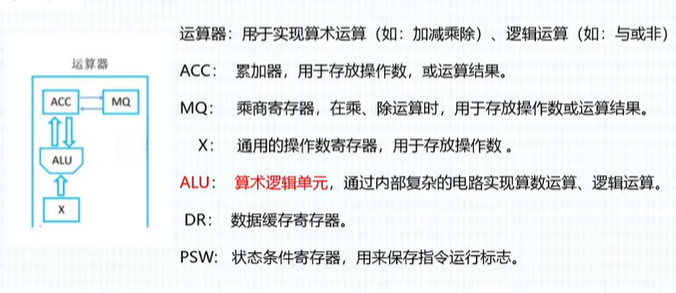 运算器：用于实现算术运算（如：加减乘除）、逻辑运算（如：与或非）
运算器
ACC
MQ
ALU
X
ACC： 累加器，用于存放操作数，或运算结果。
MQ： 乘商寄存器，在乘、除运算时，用于存放操作数或运算结果。
X： 通用的操作数寄存器，用于存放操作数 。
ALU： 算术逻辑单元，通过内部复杂的电路实现算数运算、逻辑运算。
DR： 数据缓存寄存器。
PSW: 状态条件寄存器，用来保存指令运行标志。